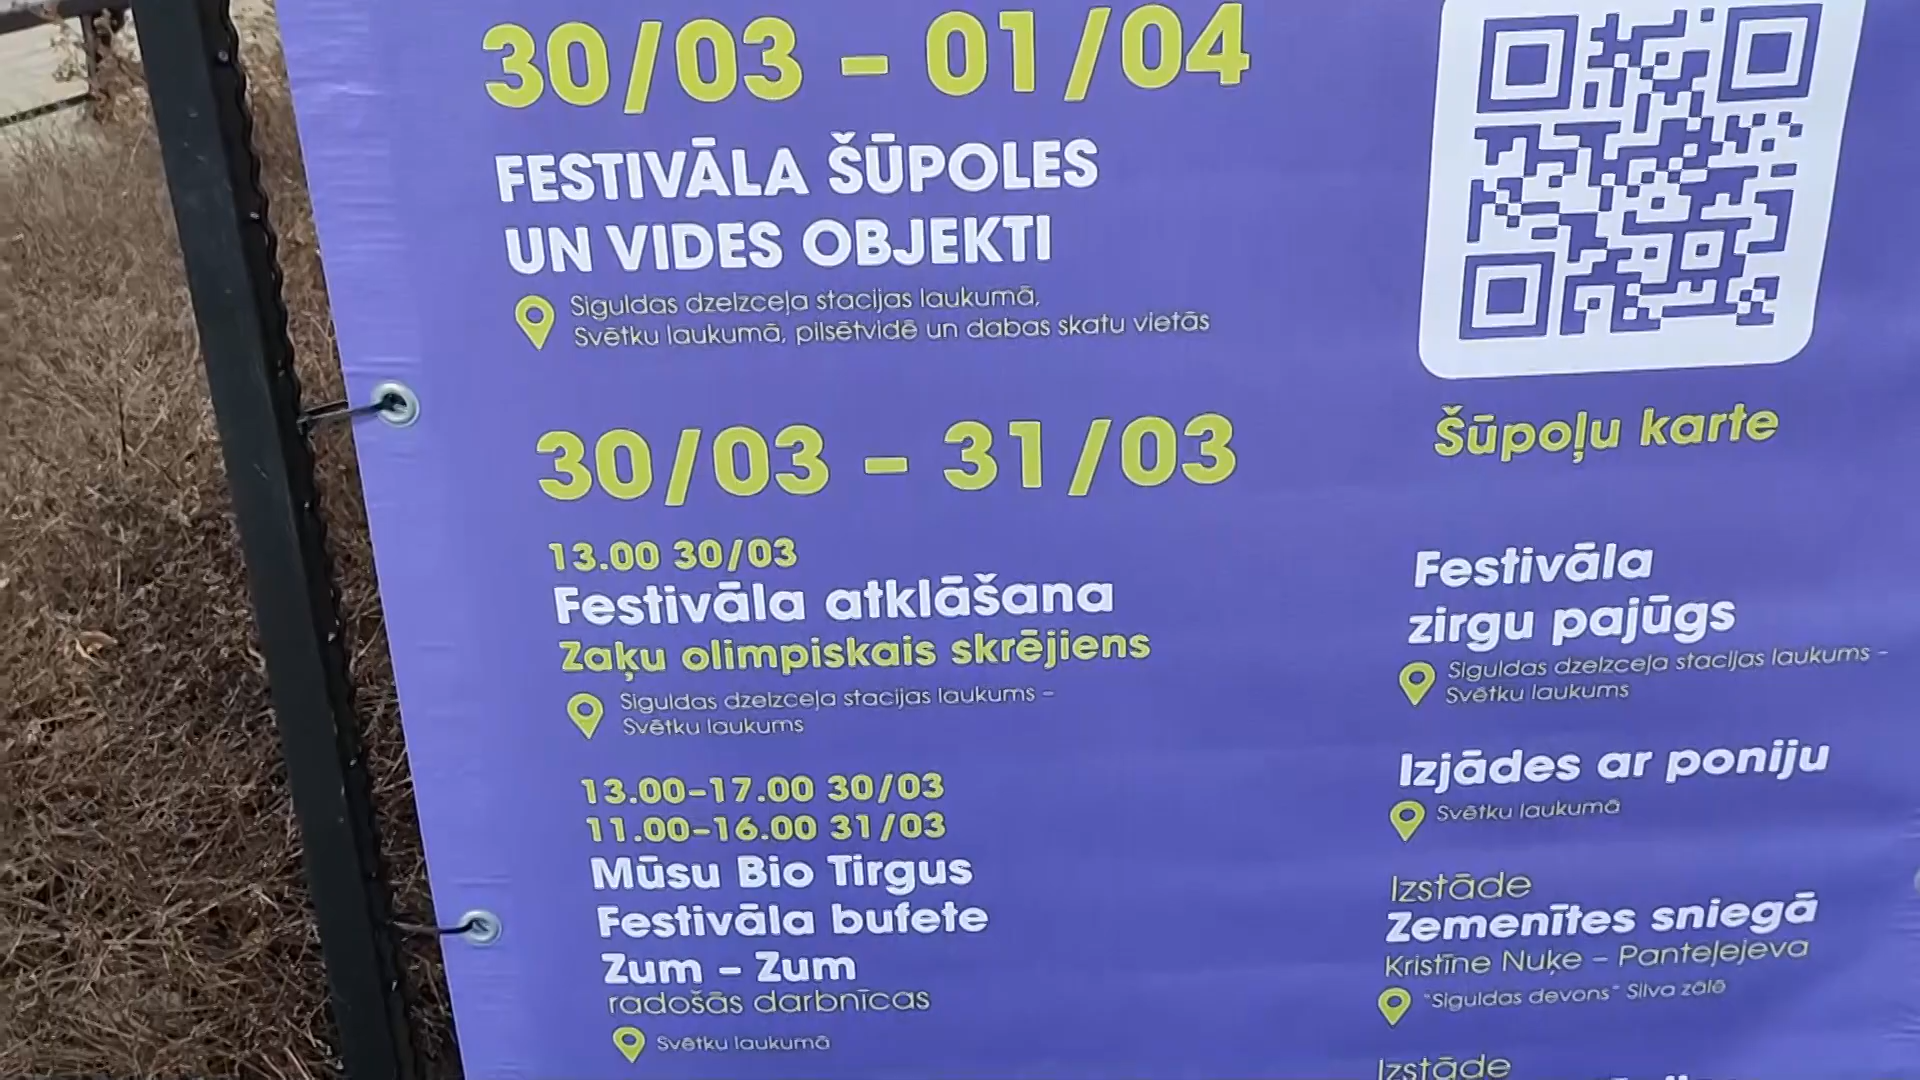 30/03 - 01/04
FESTIVĀLA ŠŪPOLES
UN VIDES OBJEKTI
Siguldas dzelzceļa stacijas laukumā,
Svētku laukumā, pilsētvidē un dabas skatu vietās
30/03 - 31/03
13.00 30/03
Festivāla atklāšana
Zaķu olimpiskais skrējiens
Siguldas dzelzceļa stacijas laukums –
Svētku laukums
13.00–17.00 30/03
11.00–16.00 31/03
Mūsu Bio Tirgus
Festivāla bufete
Zum – Zum
radošās darbnīcas
Svētku laukumā
Šūpoļu karte
Festivāla
zirgu pajūgs
Siguldas dzelzceļa stacijas laukums –
Svētku laukums
Izjādes ar poniju
Svētku laukumā
Izstāde
Zemenītes sniegā
Kristīne Nuķe – Panteļejeva
"Siguldas devons" Silva zālē
Izstāde